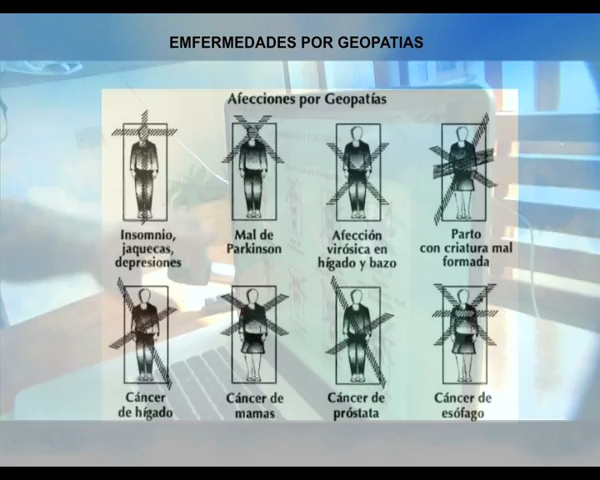 EMFERMEDADES POR GEOPATIAS
Afecciones por Geopatías
Insomnio,
jaquecas,
depresiones
Mal de
Parkinson
Afección
virósica en
hígado y bazo
Parto
con criatura mal
formada
Cáncer
de hígado
Cáncer de
mamas
Cáncer de
próstata
Cáncer de
esófago